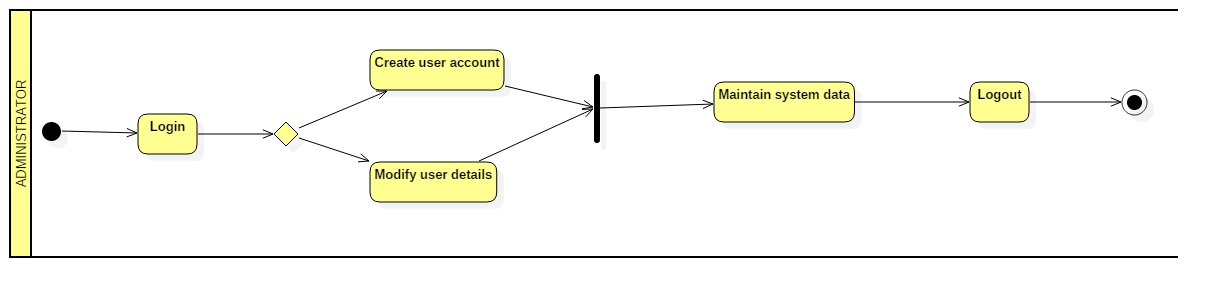 ADMINISTRATOR
Login
Create user account
Modify user details
Maintain system data
Logout